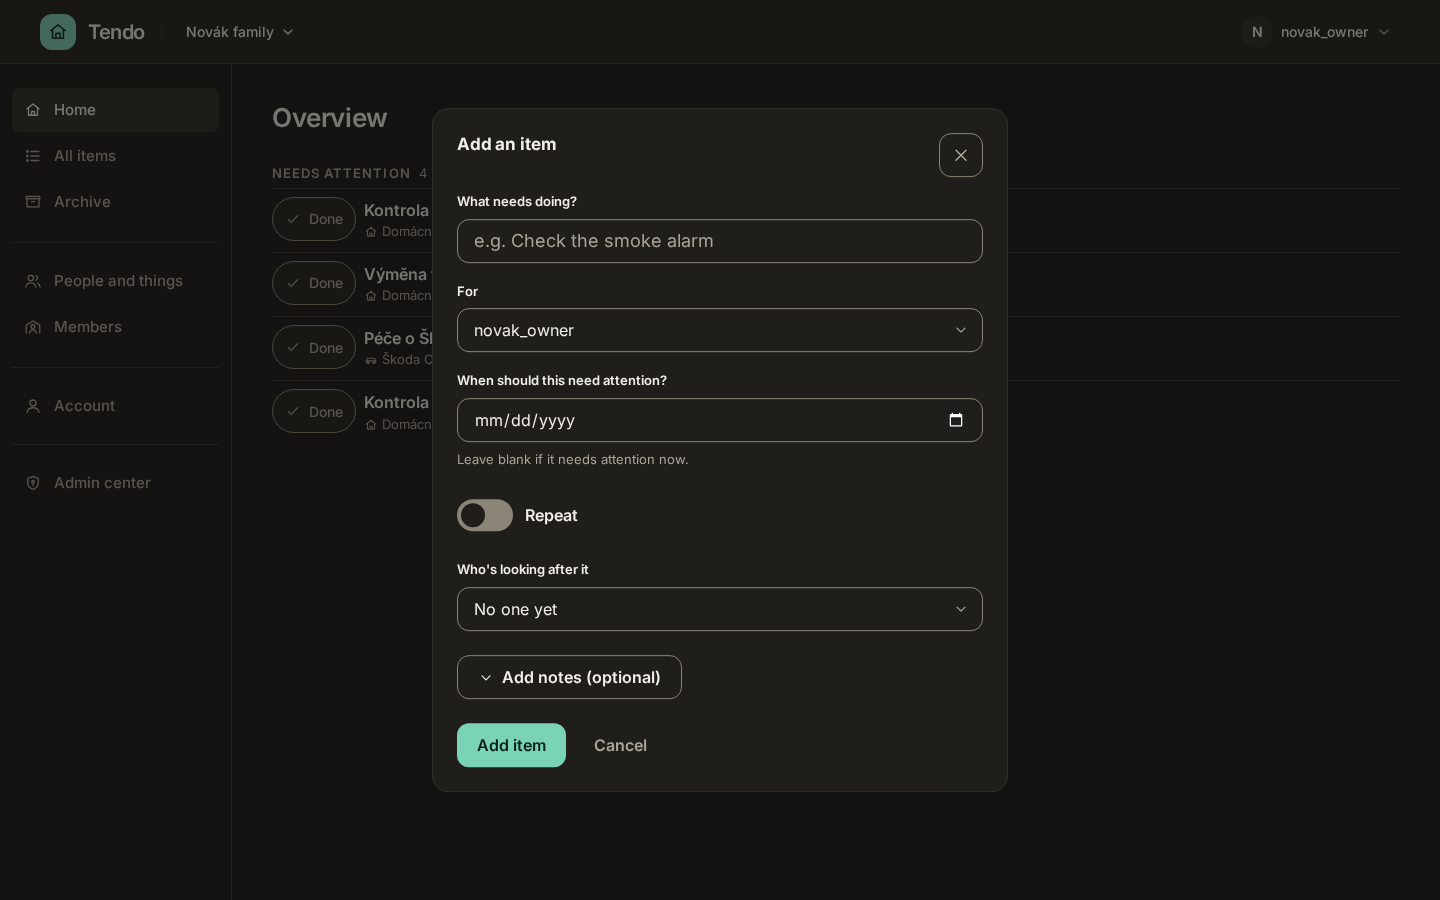 Tendo
Novák family
N
novak_owner
Home
All items
Archive
People and things
Members
Account
Admin center
Overview
NEEDS ATTENTION 4
Done
Kontrola
Done
Výměna
Done
Péče o
Škoda
Done
Kontrola
Add an item
What needs doing?
e.g. Check the smoke alarm
For
novak_owner
When should this need attention?
mm/dd/yyyy
Leave blank if it needs attention now.
Repeat
Who's looking after it
No one yet
Add notes (optional)
Add item
Cancel